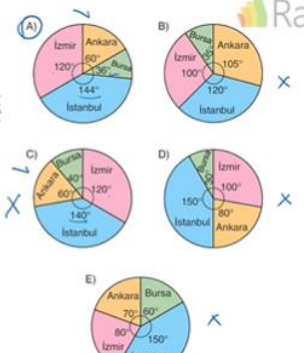 Ra
A)
İzmir
Ankara
60°
Bursa
120°
36°
144°
İstanbul
B)
Bursa
Ankara
İzmir
105°
100°
120°
İstanbul
C)
Bursa
İzmir
Ankara
40°
60°
120°
140°
İstanbul
D)
Bursa
İzmir
100°
150°
80°
İstanbul
Ankara
E)
Ankara
Bursa
70°
60°
80°
150°
İzmir